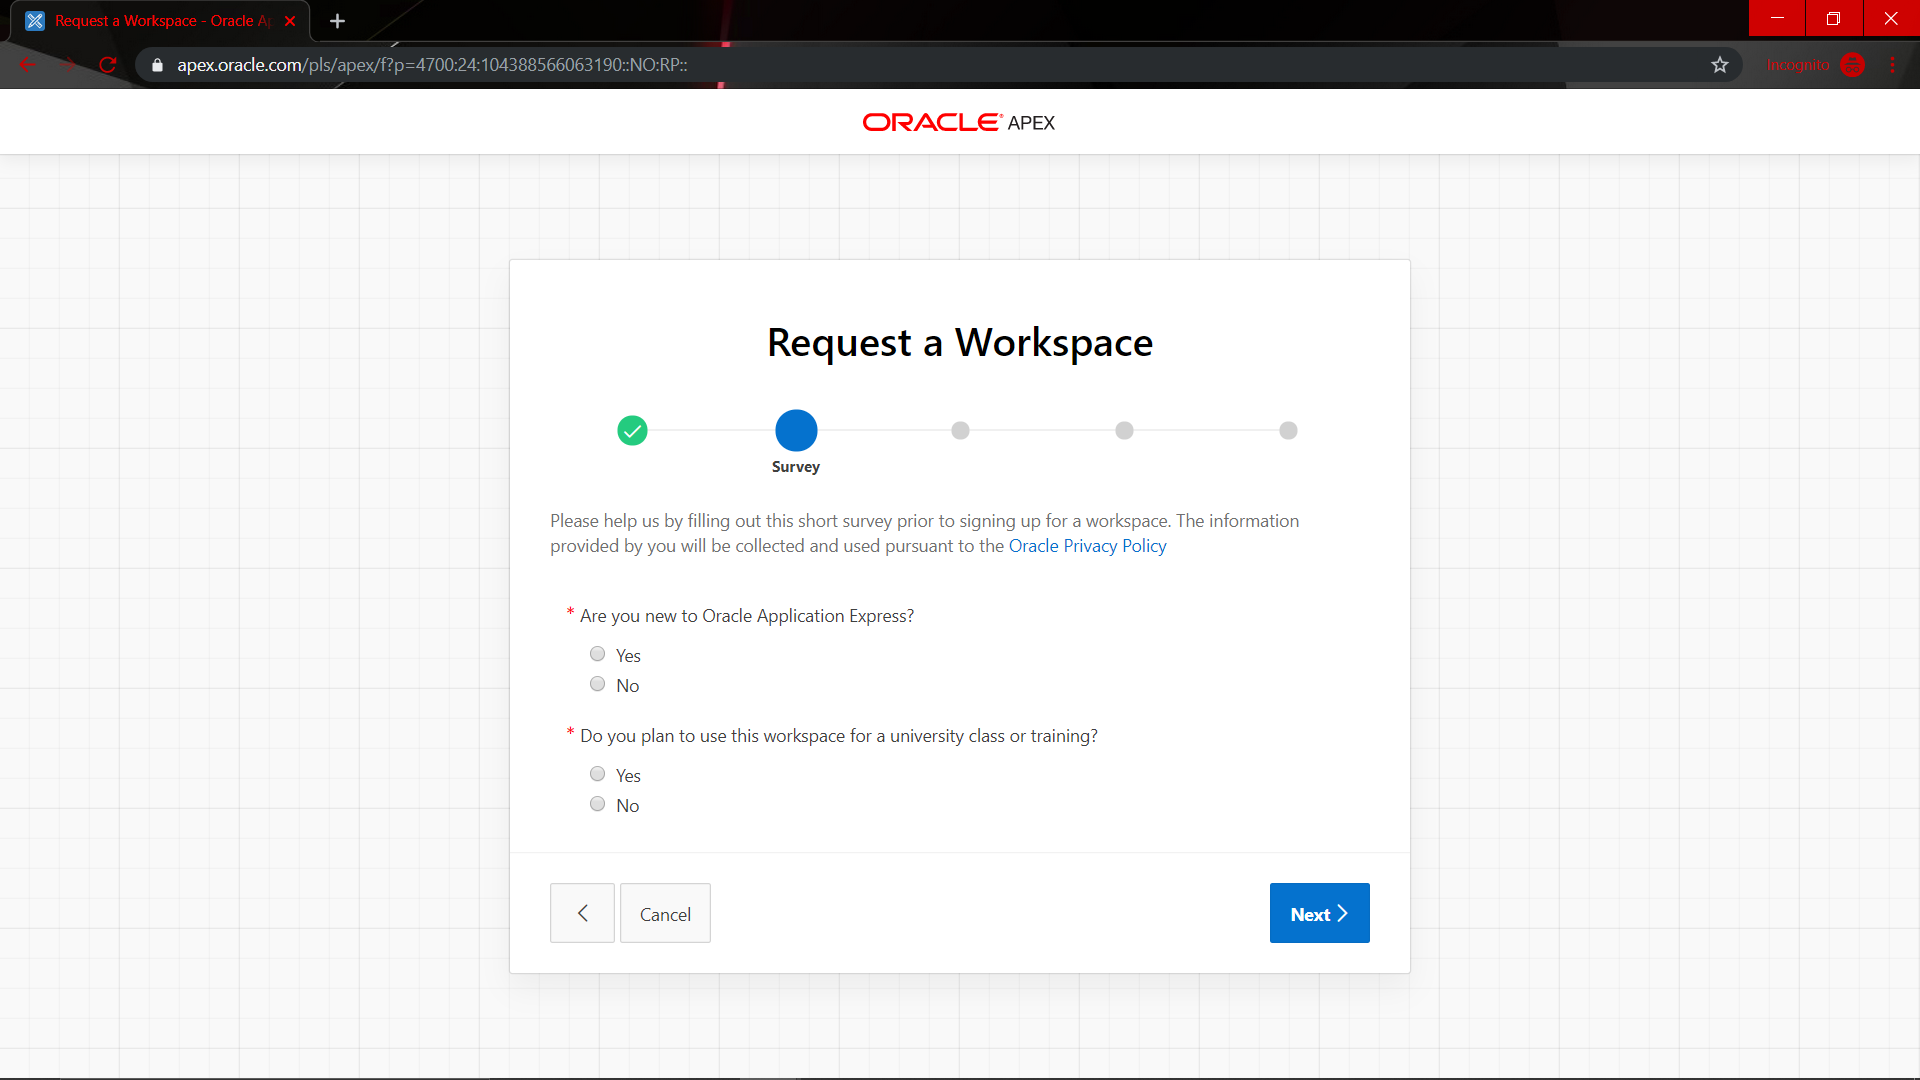 Request a Workspace - Oracle Ap
apex.oracle.com/pls/apex/f?p=4700:24:104388566063190::NO:RP::
Incognito
ORACLE APEX
Request a Workspace
Survey
Please help us by filling out this short survey prior to signing up for a workspace. The information
provided by you will be collected and used pursuant to the Oracle Privacy Policy
* Are you new to Oracle Application Express?
Yes
No
* Do you plan to use this workspace for a university class or training?
Yes
No
Cancel
Next